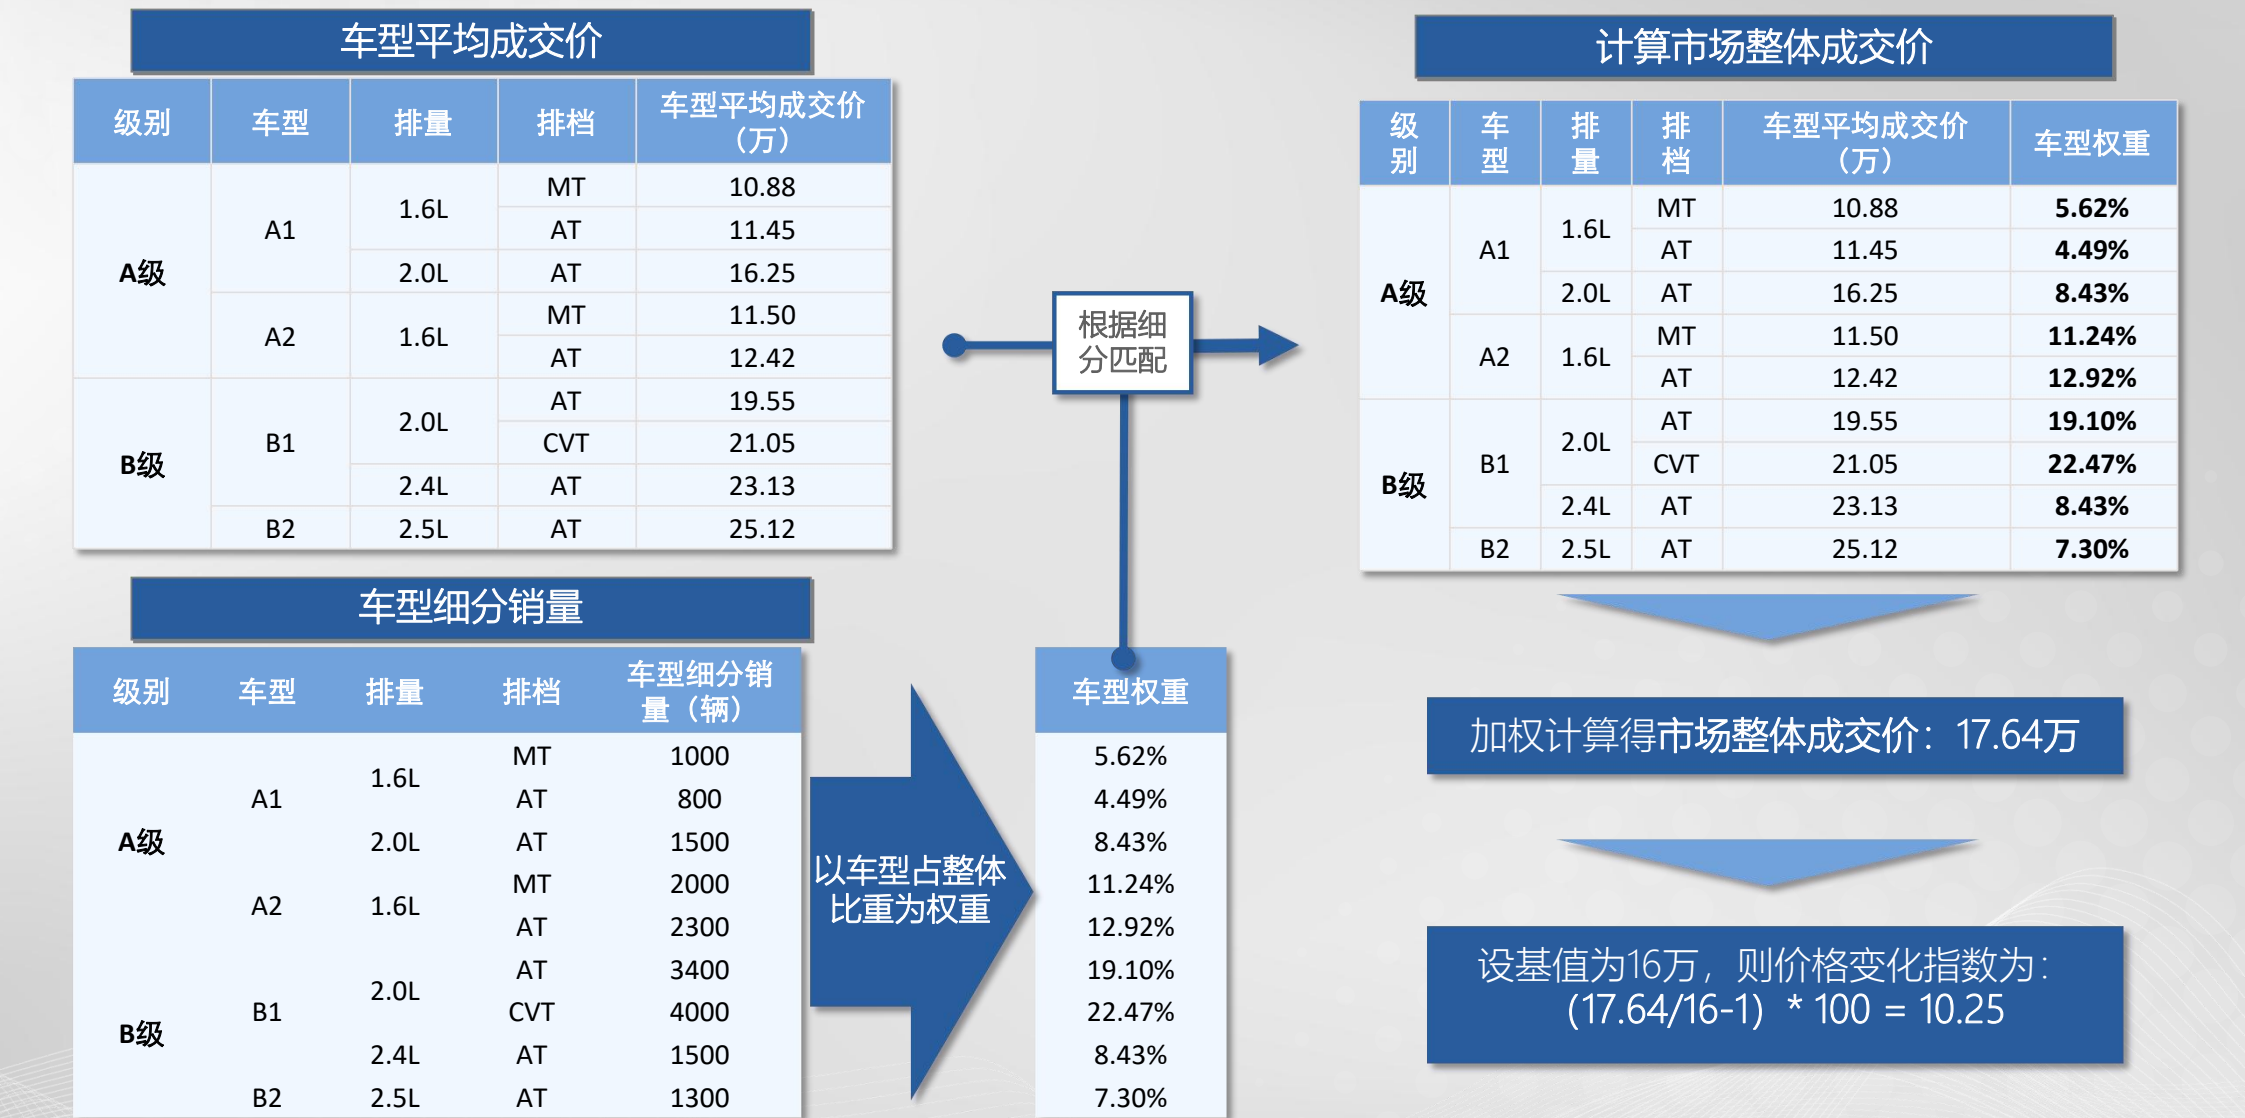 车型平均成交价
级别 车型 排量 排档 车型平均成交价
（万）
A级 A1 1.6L MT 10.88
AT 11.45
2.0L AT 16.25
A2 1.6L MT 11.50
AT 12.42
B级 B1 2.0L AT 19.55
CVT 21.05
2.4L AT 23.13
B2 2.5L AT 25.12
车型细分销量
级别 车型 排量 排档 车型细分销
量（辆）
A级 A1 1.6L MT 1000
AT 800
2.0L AT 1500
A2 1.6L MT 2000
AT 2300
B级 B1 2.0L AT 3400
CVT 4000
2.4L AT 1500
B2 2.5L AT 1300
以车型占整体
比重为权重
车型权重
5.62%
4.49%
8.43%
11.24%
12.92%
19.10%
22.47%
8.43%
7.30%
根据细
分匹配
计算市场整体成交价
级
别 车
型 排
量 排
档 车型平均成交价
（万） 车型权重
A级 A1 1.6L MT 10.88 5.62%
AT 11.45 4.49%
2.0L AT 16.25 8.43%
A2 1.6L MT 11.50 11.24%
AT 12.42 12.92%
B级 B1 2.0L AT 19.55 19.10%
CVT 21.05 22.47%
2.4L AT 23.13 8.43%
B2 2.5L AT 25.12 7.30%
加权计算得市场整体成交价：17.64万
设基值为16万，则价格变化指数为：
（17.64/16-1）* 100 = 10.25